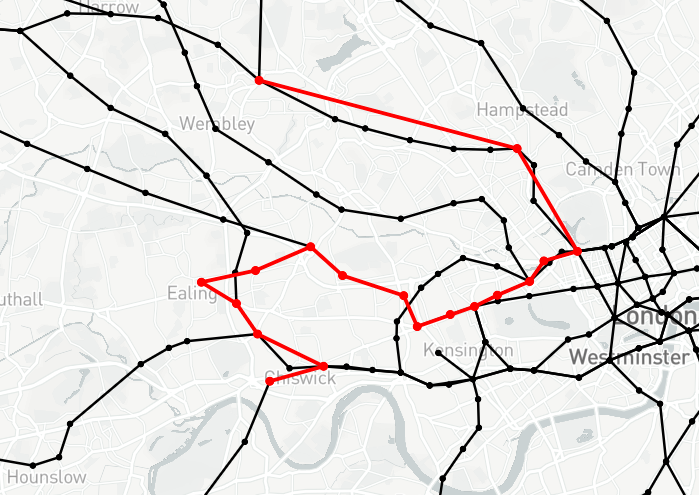 Harrow
Hampstead
Wembley
Camden Town
Ealing
uthall
London
Kensington
Westminster
Chiswick
Hounslow